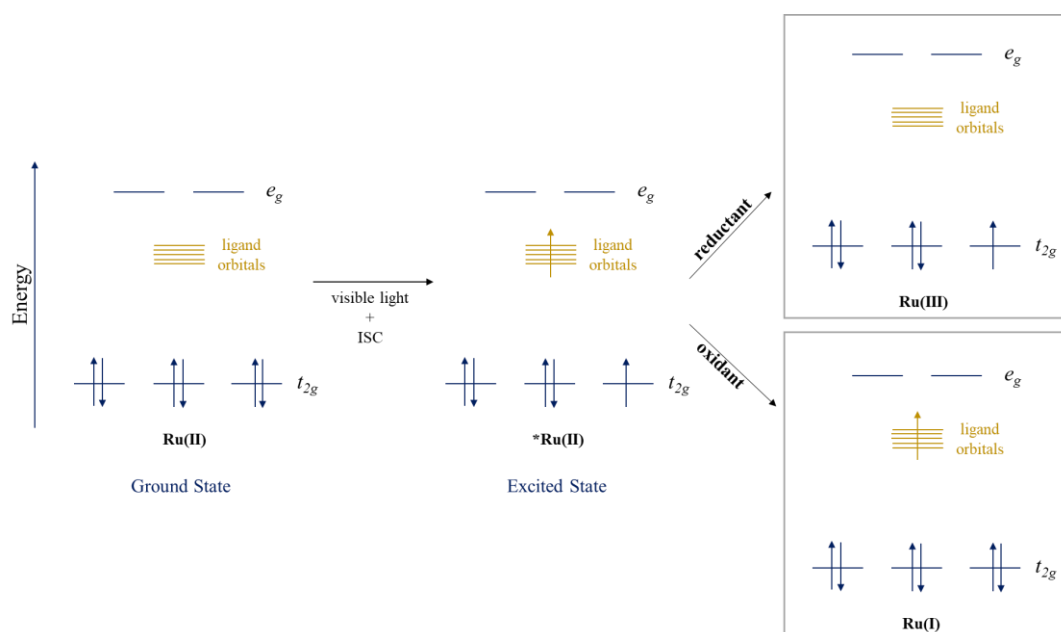 Energy
e_g
ligand
orbitals
t_2g
Ru(II)
Ground State
visible light
+
ISC
e_g
ligand
orbitals
t_2g
*Ru(II)
Excited State
reductant
oxidant
e_g
ligand
orbitals
t_2g
Ru(III)
e_g
ligand
orbitals
t_2g
Ru(I)